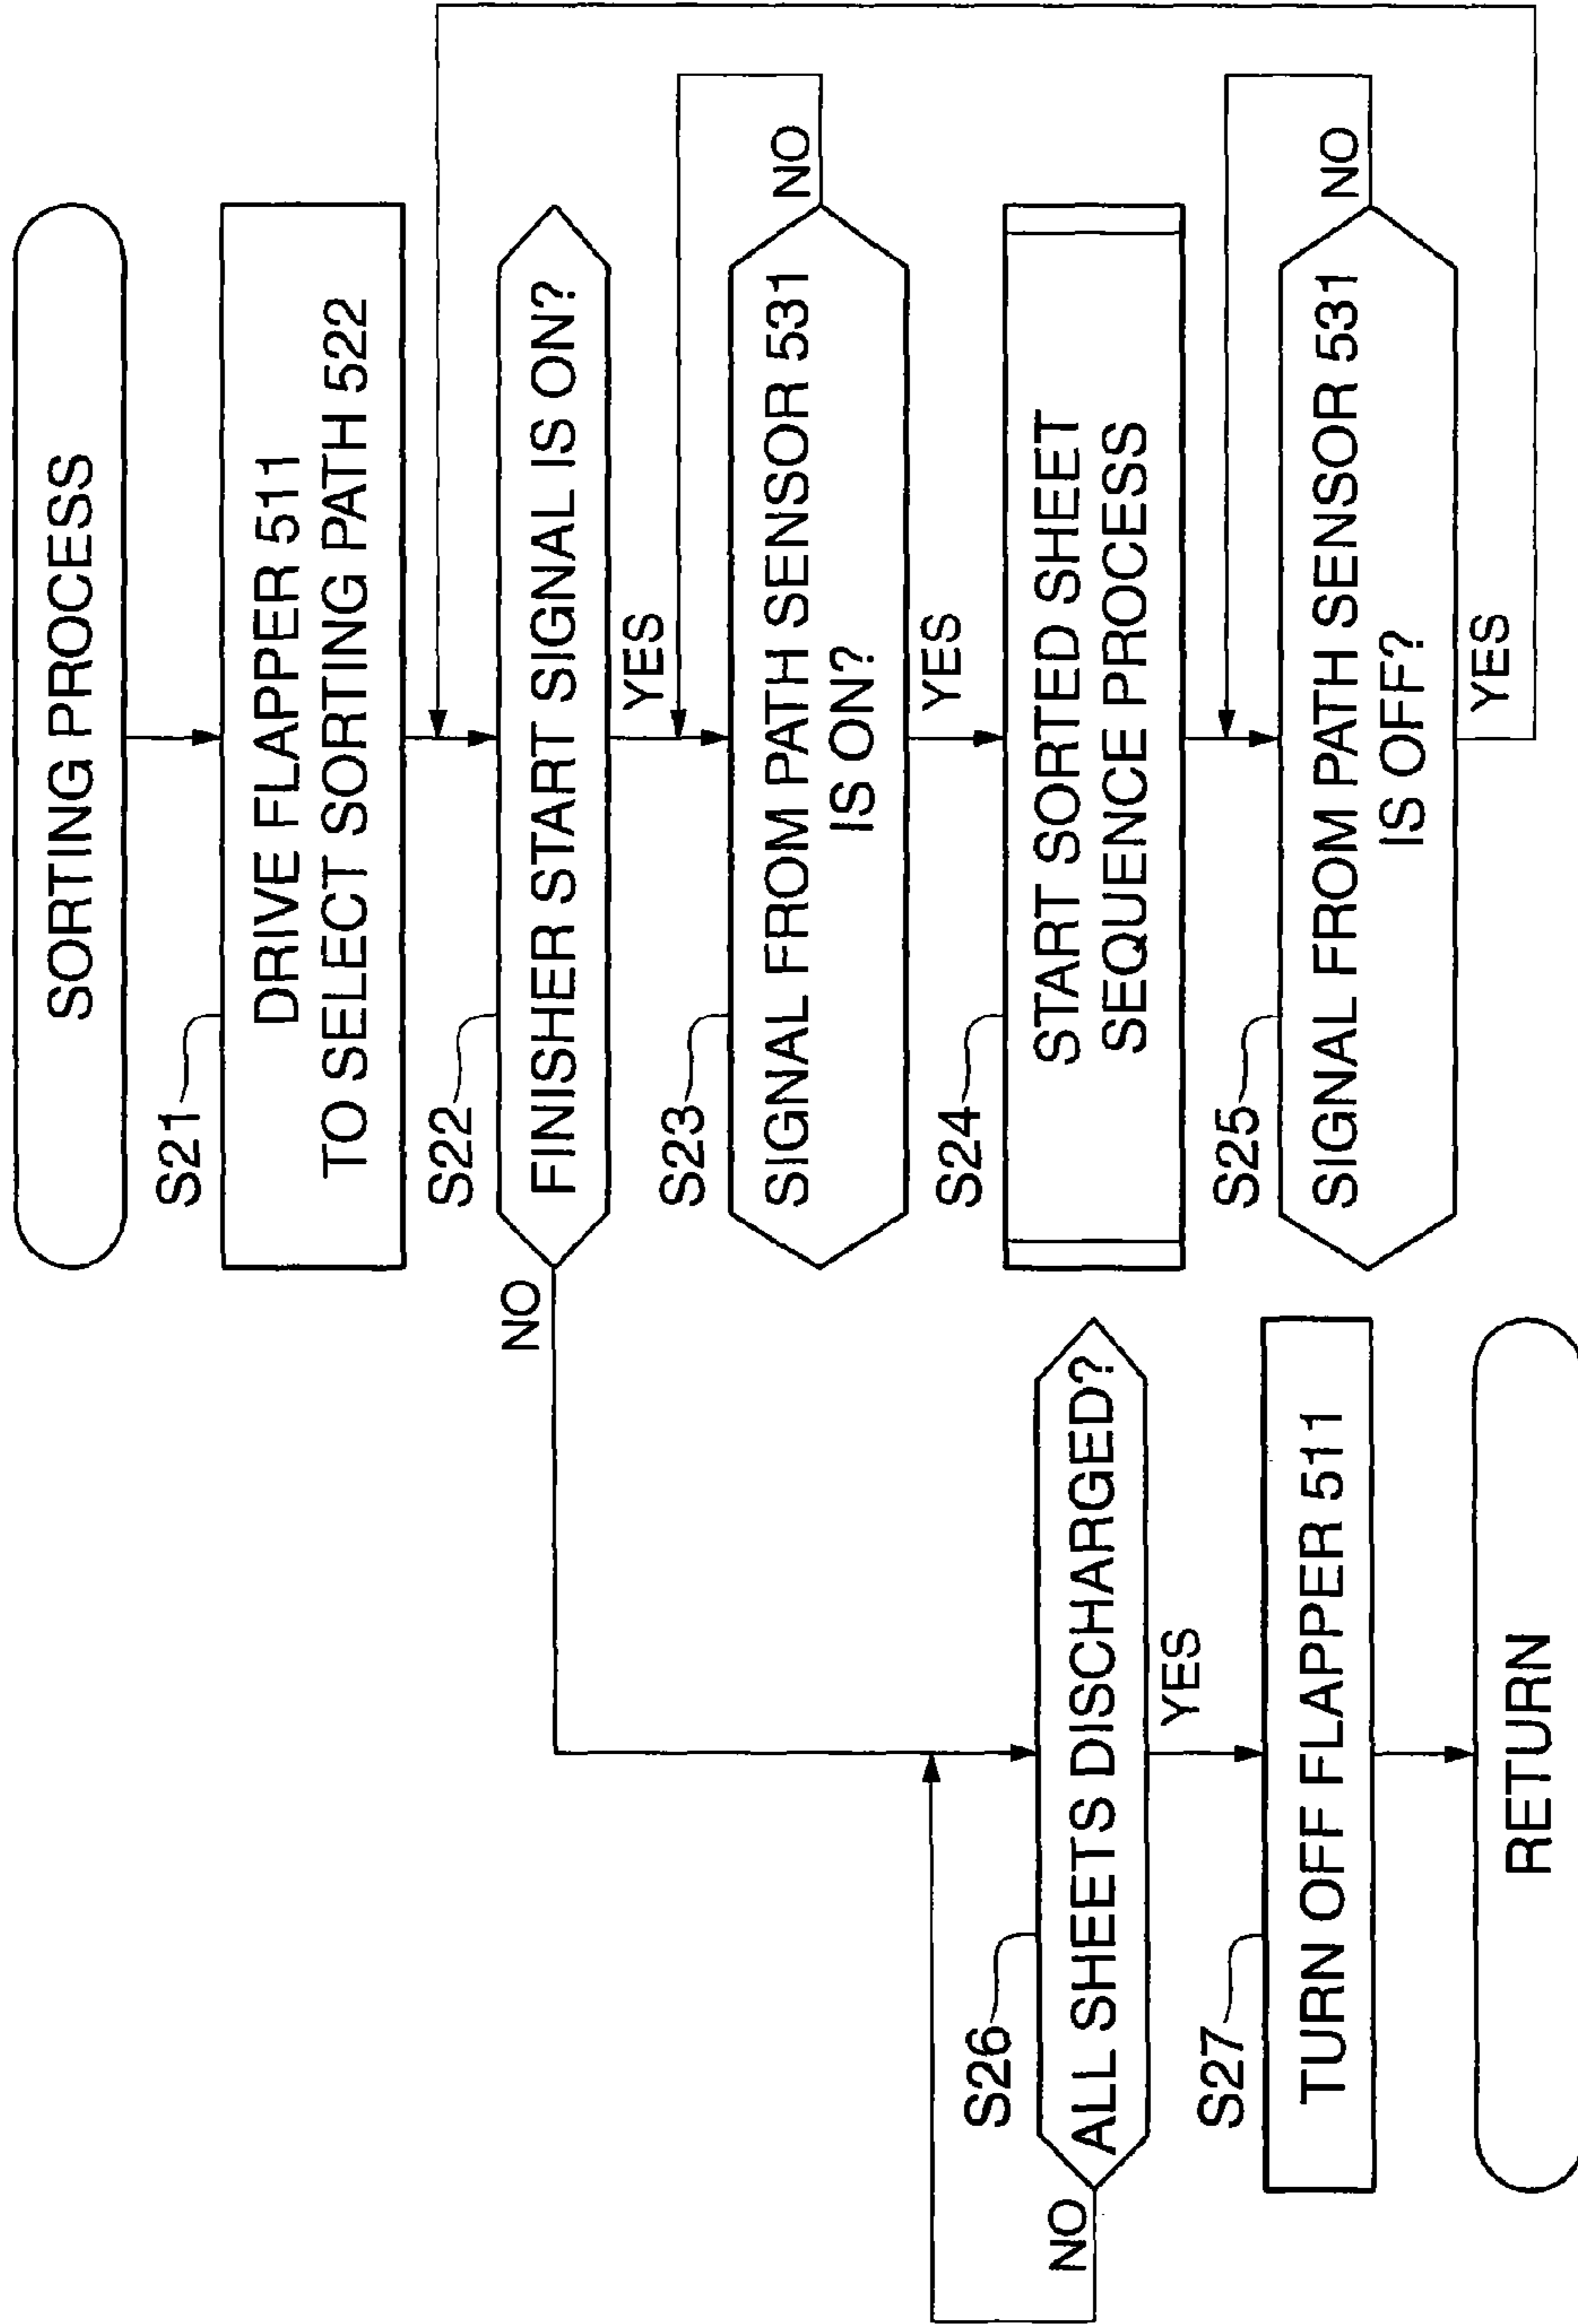 SORTING PROCESS
S21
DRIVE FLAPPER 511
TO SELECT SORTING PATH 522
S22
FINISHER START SIGNAL IS ON?
NO
YES
S23
SIGNAL FROM PATH SENSOR 531
IS ON?
NO
YES
S24
START SORTED SHEET
SEQUENCE PROCESS
S25
SIGNAL FROM PATH SENSOR 531
IS OFF?
NO
YES
S26
ALL SHEETS DISCHARGED?
NO
YES
S27
TURN OFF FLAPPER 511
RETURN